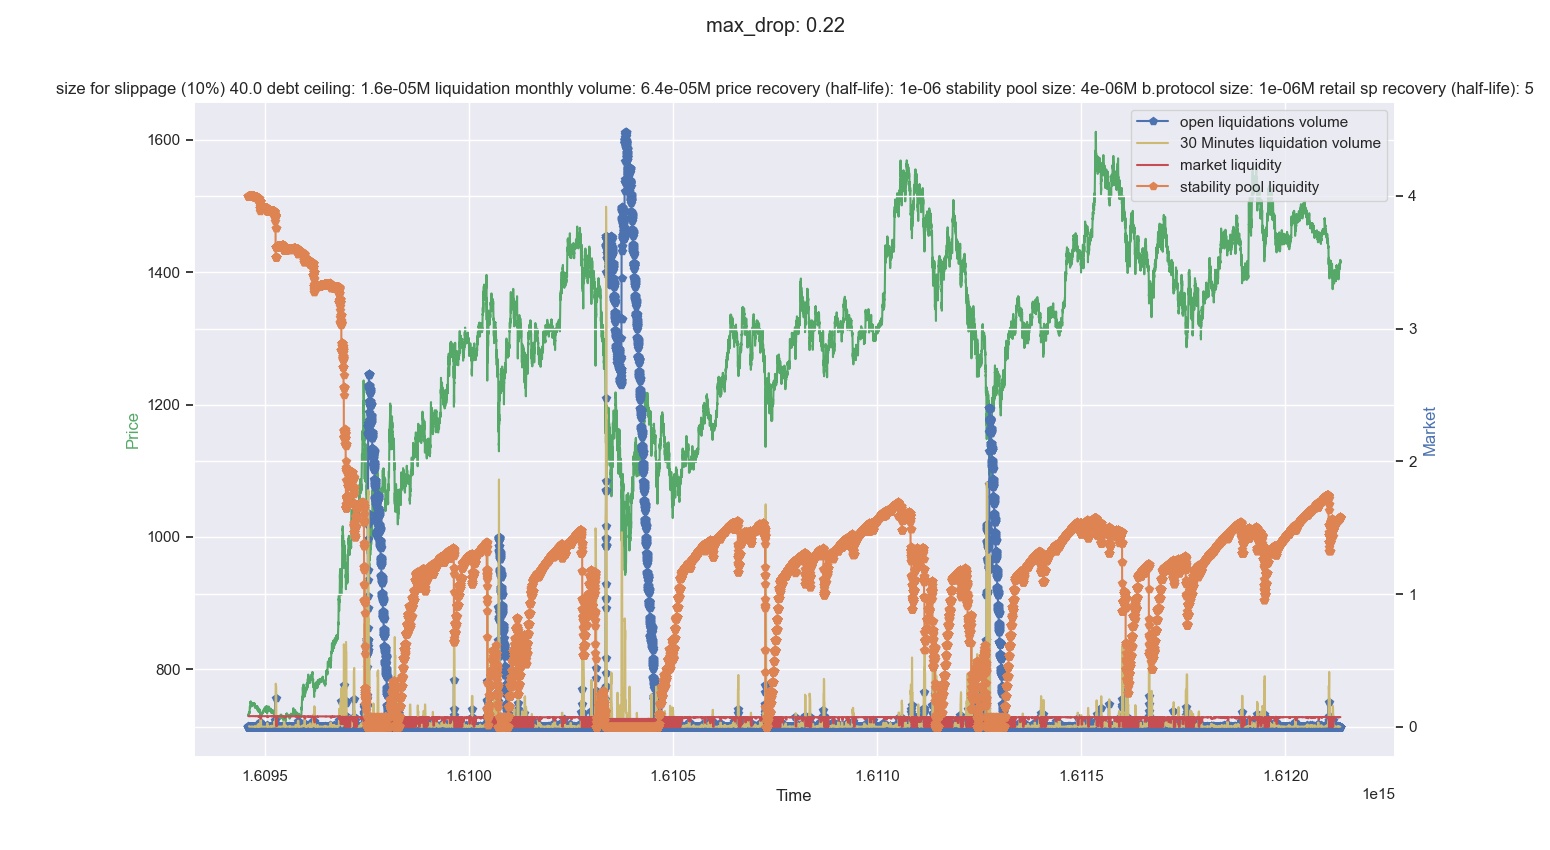 max_drop: 0.22
size for slippage (10%) 40.0 debt ceiling: 1.6e-05M liquidation monthly volume: 6.4e-05M price recovery (half-life): 1e-06 stability pool size: 4e-06M b.protocol size: 1e-06M retail sp recovery (half-life): 5
open liquidations volume
30 Minutes liquidation volume
market liquidity
stability pool liquidity
1600
1400
1200
1000
800
Price
4
3
2
1
0
Market
1.6095
1.6100
1.6105
1.6110
1.6115
1.6120
1e15
Time